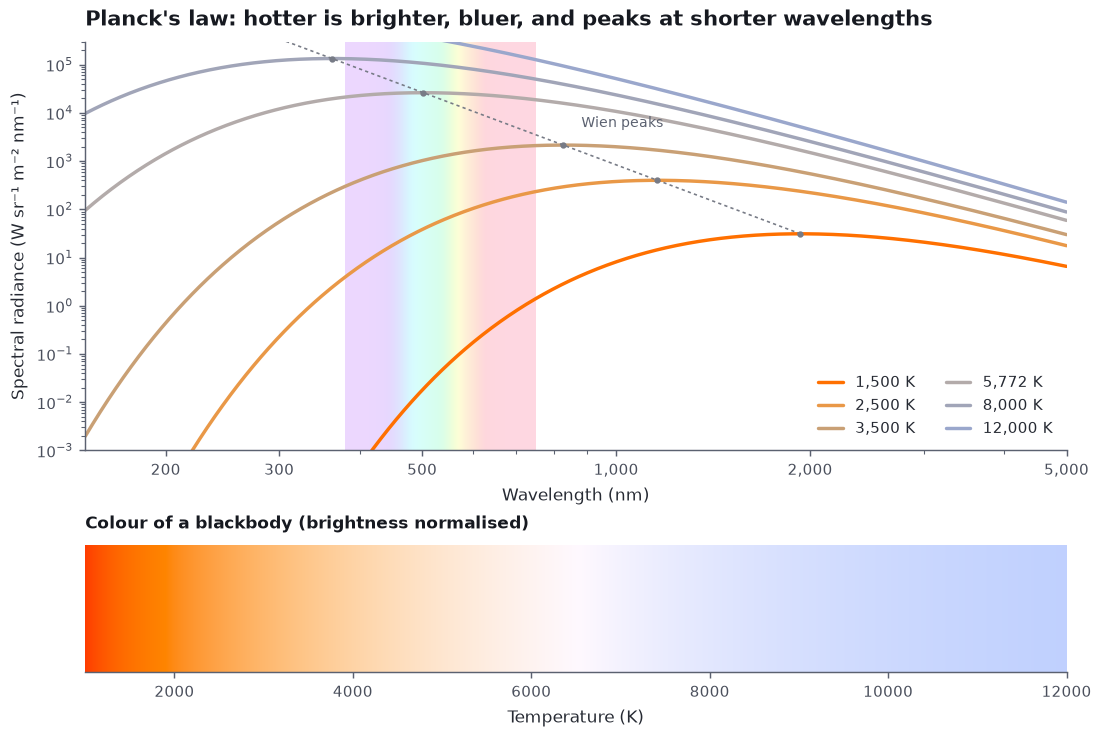 Planck's law: hotter is brighter, bluer, and peaks at shorter wavelengths
Spectral radiance (W sr⁻¹ m⁻² nm⁻¹)
10⁵
10⁴
10³
10²
10¹
10⁰
10⁻¹
10⁻²
10⁻³
Wien peaks
1,500 K
2,500 K
3,500 K
5,772 K
8,000 K
12,000 K
200 300 500 1,000 2,000 5,000
Wavelength (nm)
Colour of a blackbody (brightness normalised)
2000 4000 6000 8000 10000 12000
Temperature (K)